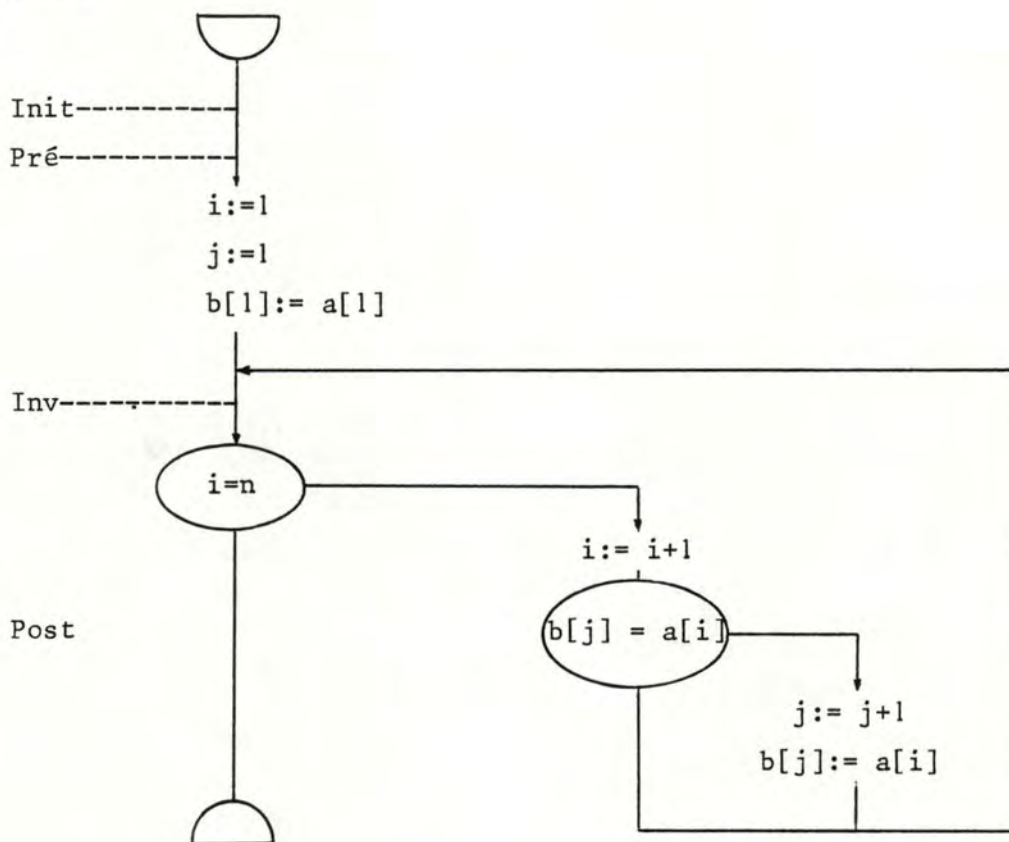 Init
Pré
i:=1
j:=1
b[1]:= a[1]
Inv
i=n
i:= i+1
Post
b[j] = a[i]
j:= j+1
b[j]:= a[i]